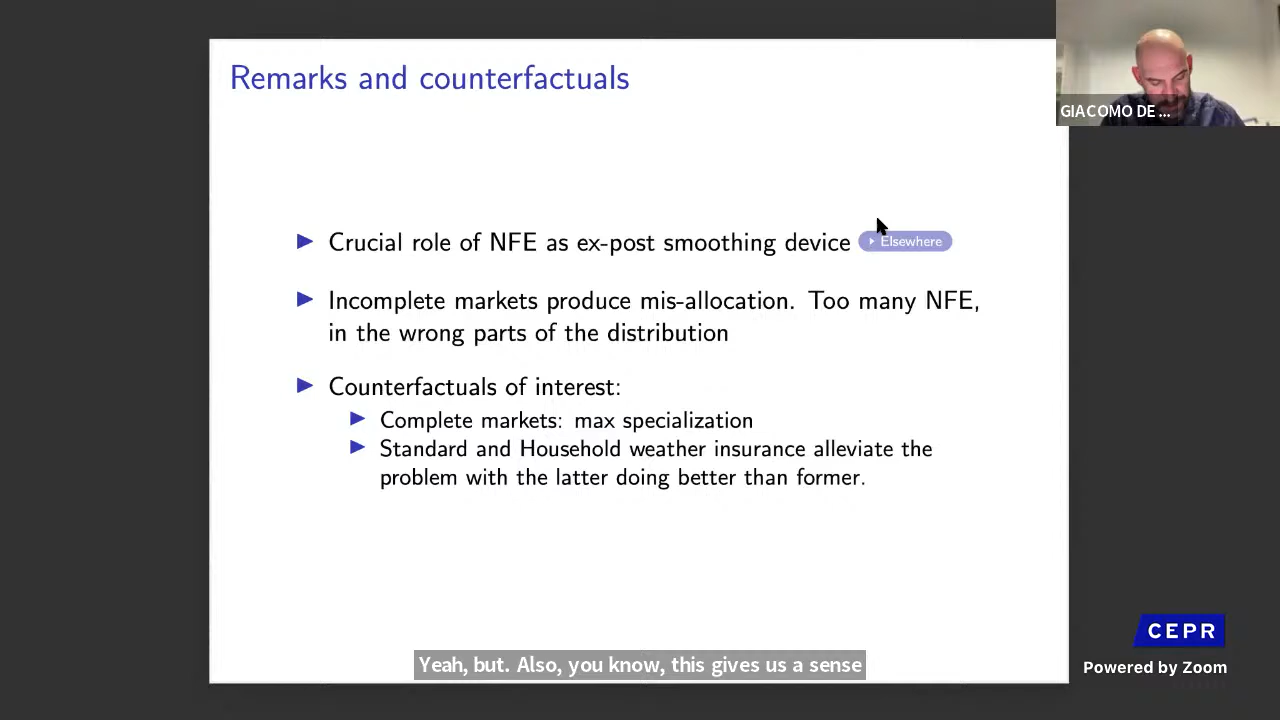 Remarks and counterfactuals
GIACOMO DE ...
Crucial role of NFE as ex-post smoothing device
Elsewhere
Incomplete markets produce mis-allocation. Too many NFE,
in the wrong parts of the distribution
Counterfactuals of interest:
Complete markets: max specialization
Standard and Household weather insurance alleviate the
problem with the latter doing better than former.
CEPR
Yeah, but. Also, you know, this gives us a sense
Powered by Zoom